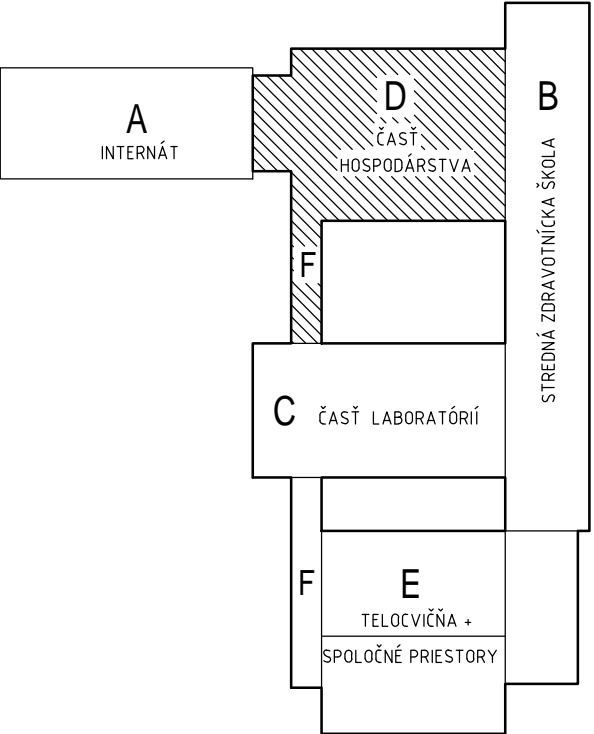 A
INTERNÁT
D
ČASŤ
HOSPODÁRSTVA
B
STREDNÁ ZDRAVOTNÍCKA ŠKOLA
F
C ČASŤ LABORATÓRIÍ
F
E
TELOCVIČŇA +
SPOLOČNÉ PRIESTORY